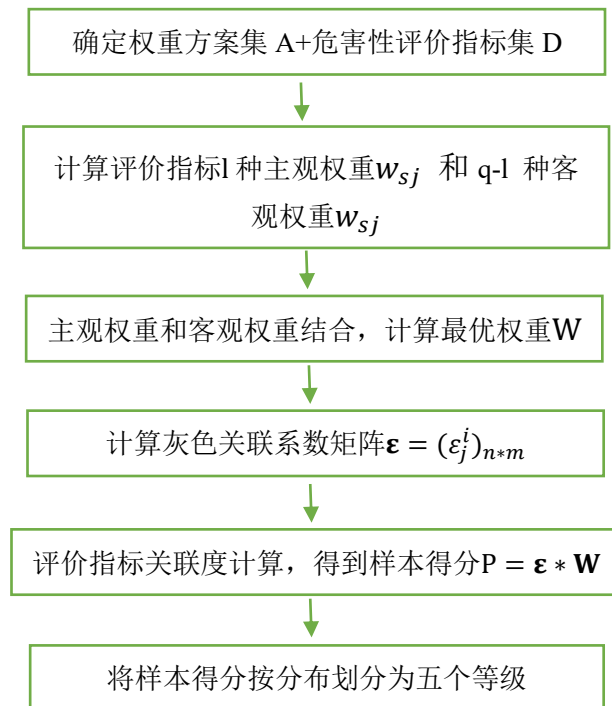 确定权重方案集 A+危害性评价指标集 D
计算评价指标l 种主观权重$w_{sj}$ 和 q-l 种客
观权重$w_{sj}$
主观权重和客观权重结合，计算最优权重W
计算灰色关联系数矩阵$\boldsymbol{\varepsilon} = (\varepsilon_j^i)_{n*m}$
评价指标关联度计算，得到样本得分P = $\boldsymbol{\varepsilon} * \mathbf{W}$
将样本得分按分布划分为五个等级